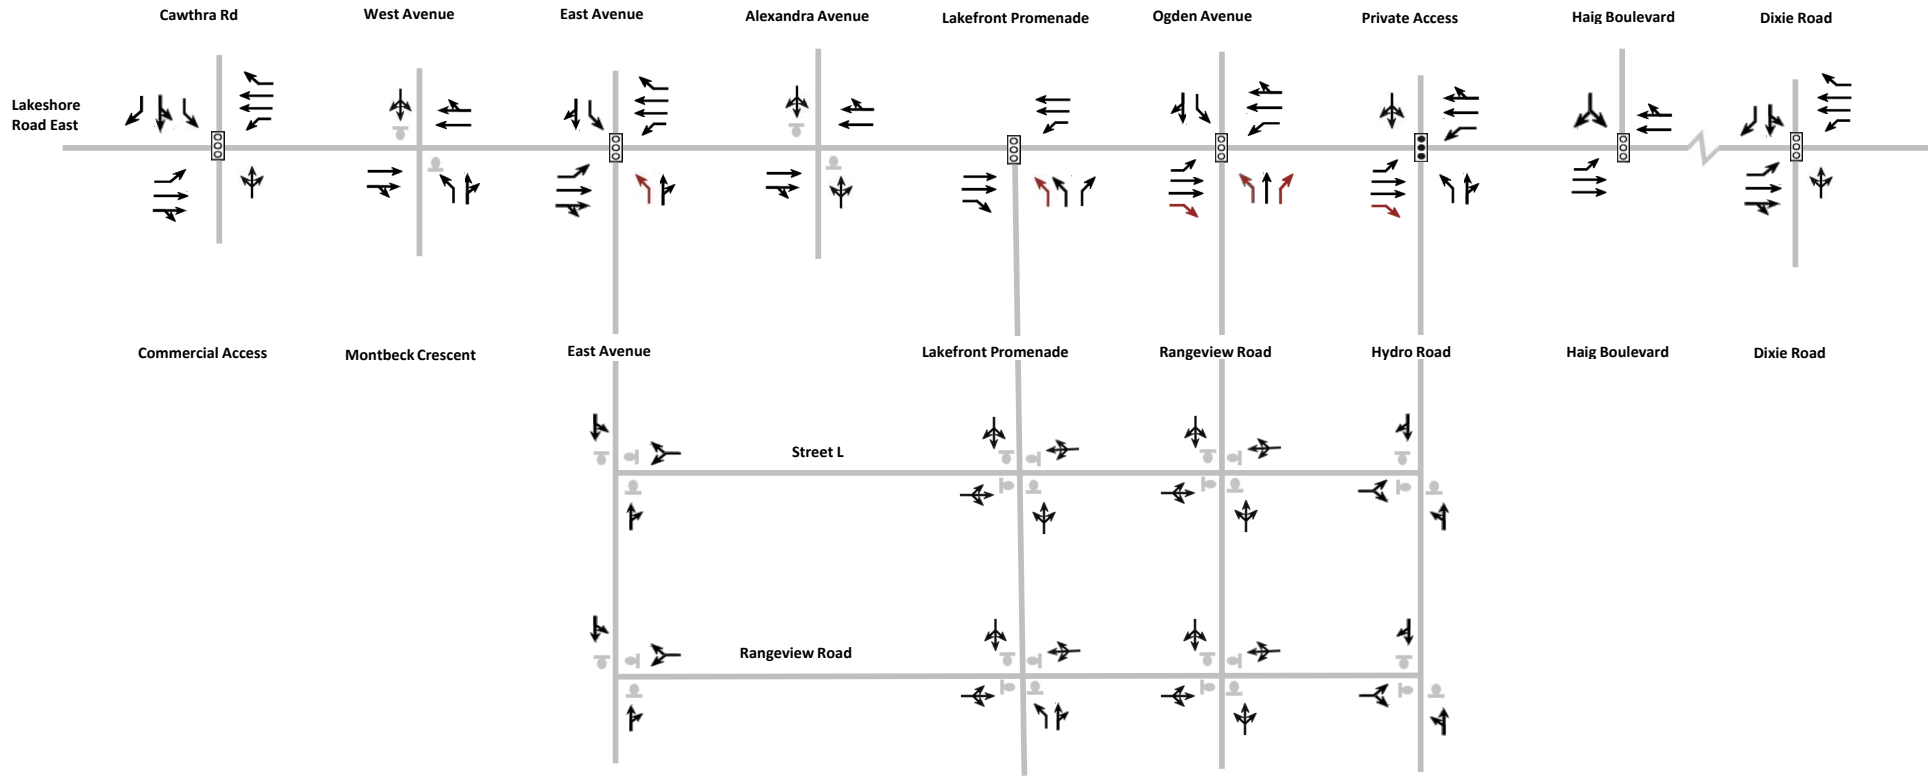 Cawthra Rd
West Avenue
East Avenue
Alexandra Avenue
Lakefront Promenade
Ogden Avenue
Private Access
Haig Boulevard
Dixie Road
Lakeshore
Road East
Commercial Access
Montbeck Crescent
East Avenue
Lakefront Promenade
Rangeview Road
Hydro Road
Haig Boulevard
Dixie Road
Street L
Rangeview Road